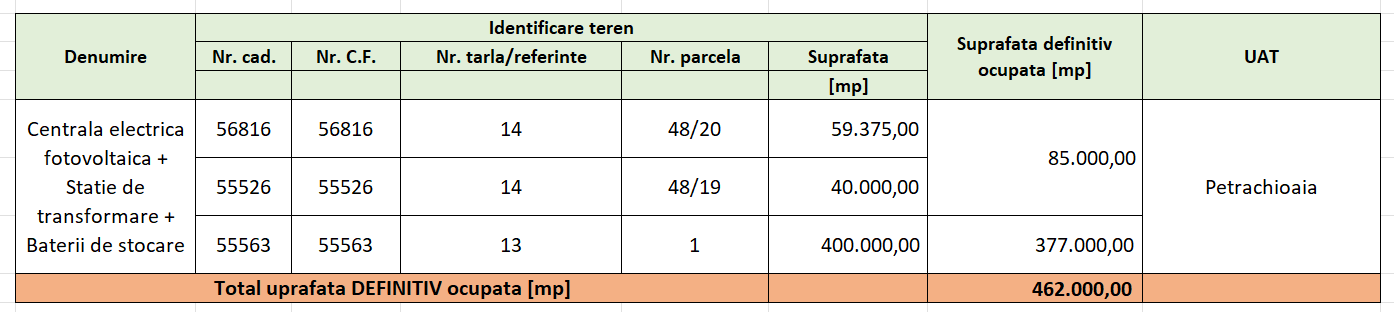 Denumire Identificare teren Suprafata definitiv ocupata [mp] UAT
Nr. cad. Nr. C.F. Nr. tarla/referinte Nr. parcela Suprafata
[mp]
Centrala electrica fotovoltaica + Statie de transformare + Baterii de stocare
56816 56816 14 48/20 59.375,00 85.000,00 Petrachioaia
55526 55526 14 48/19 40.000,00
55563 55563 13 1 400.000,00 377.000,00
Total uprafata DEFINITIV ocupata [mp] 462.000,00